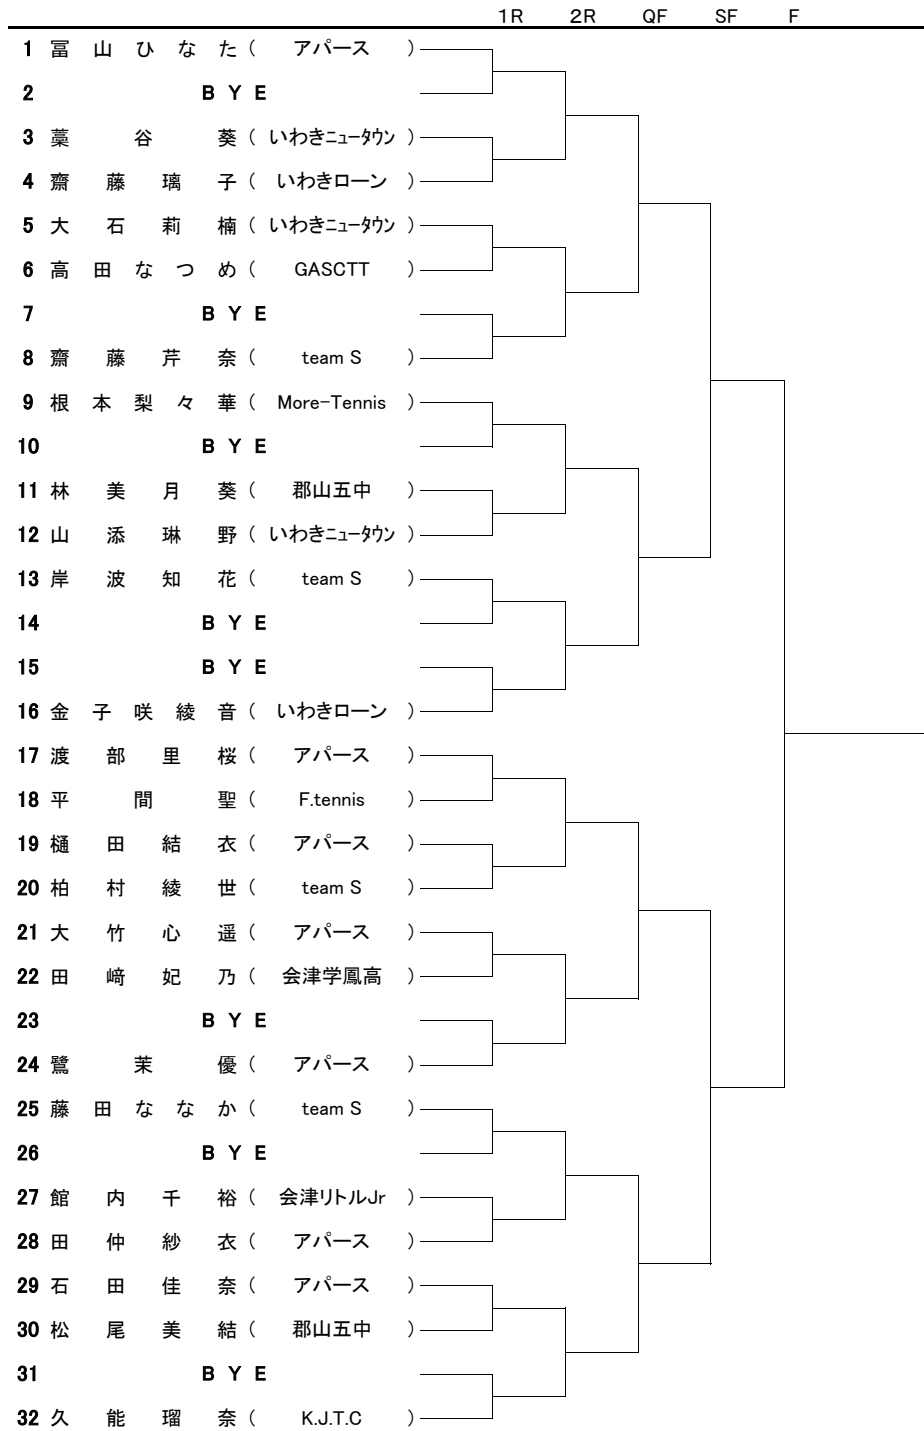 1R 2R QF SF F
1 冨山ひなた ( アパース )
2 BYE
3 藁谷葵 ( いわきニュータウン )
4 齋藤璃子 ( いわきローン )
5 大石莉楠 ( いわきニュータウン )
6 高田なつめ ( GASCTT )
7 BYE
8 齋藤芹奈 ( team S )
9 根本梨々華 ( More-Tennis )
10 BYE
11 林美月葵 ( 郡山五中 )
12 山添琳野 ( いわきニュータウン )
13 岸波知花 ( team S )
14 BYE
15 BYE
16 金子咲綾音 ( いわきローン )
17 渡部里桜 ( アパース )
18 平間聖 ( F.tennis )
19 樋田結衣 ( アパース )
20 柏村綾世 ( team S )
21 大竹心遥 ( アパース )
22 田﨑妃乃 ( 会津学鳳高 )
23 BYE
24 鷺茉優 ( アパース )
25 藤田ななか ( team S )
26 BYE
27 館内千裕 ( 会津リトルJr )
28 田仲紗衣 ( アパース )
29 石田佳奈 ( アパース )
30 松尾美結 ( 郡山五中 )
31 BYE
32 久能瑠奈 ( K.J.T.C )